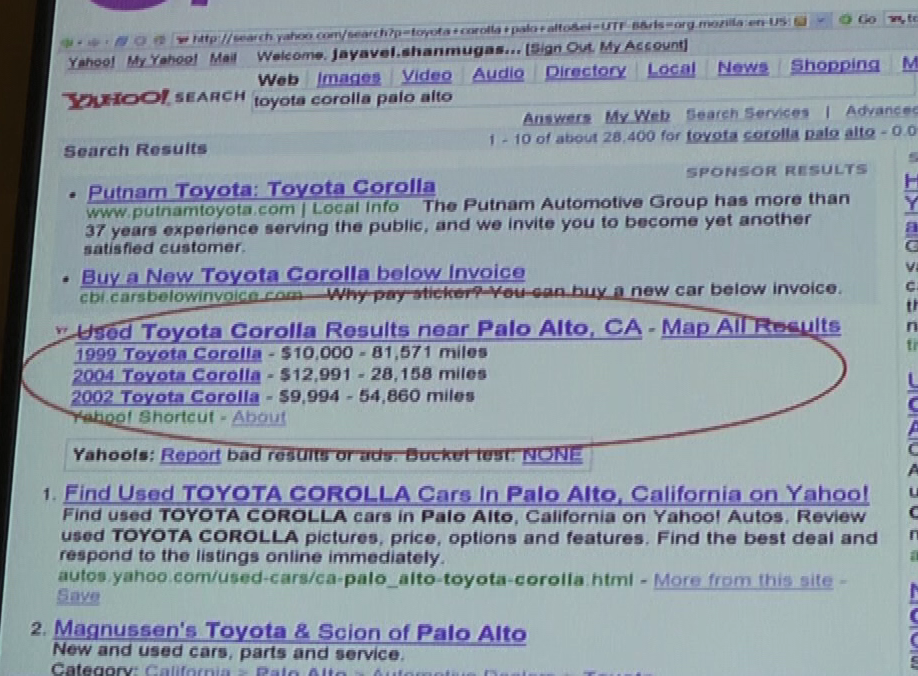 http://search.yahoo.com/search?p=toyota+corolla+palo+alto&ei=UTF-8&rls=org.mozilla:en-US: Go
Yahoo! My Yahoo! Mail Welcome, jayavel.shanmugas... [Sign Out, My Account]
Web Images Video Audio Directory Local News Shopping M
YAHOO! SEARCH toyota corolla palo alto
Answers My Web Search Services | Advanced
Search Results 1 - 10 of about 28,400 for toyota corolla palo alto - 0.0
SPONSOR RESULTS
• Putnam Toyota: Toyota Corolla
www.putnamtoyota.com | Local Info The Putnam Automotive Group has more than
37 years experience serving the public, and we invite you to become yet another
satisfied customer.
• Buy a New Toyota Corolla below Invoice
cbi.carsbelowinvoice.com Why pay sticker? You can buy a new car below invoice.
Used Toyota Corolla Results near Palo Alto, CA - Map All Results
1999 Toyota Corolla - $10,000 - 81,571 miles
2004 Toyota Corolla - $12,991 - 28,158 miles
2002 Toyota Corolla - $9,994 - 54,860 miles
Yahoo! Shortcut - About
Yahools: Report bad results or ads. Bucket test: NONE
1. Find Used TOYOTA COROLLA Cars in Palo Alto, California on Yahoo!
Find used TOYOTA COROLLA cars in Palo Alto, California on Yahoo! Autos. Review
used TOYOTA COROLLA pictures, price, options and features. Find the best deal and
respond to the listings online immediately.
autos.yahoo.com/used-cars/ca-palo_alto-toyota-corolla.html - More from this site -
Save
2. Magnussen's Toyota & Scion of Palo Alto
New and used cars, parts and service.
Category: California > Palo Alto > Automotive Dealers > Toyota